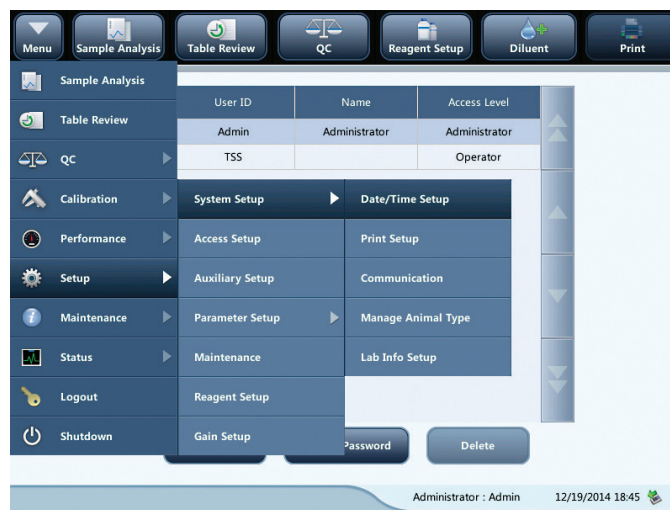 Menu
Sample Analysis
Table Review
QC
Reagent Setup
Diluent
Print
Sample Analysis
Table Review
QC
Calibration
Performance
Setup
Maintenance
Status
Logout
Shutdown
User ID Name Access Level
Admin Administrator Administrator
TSS Operator
System Setup
Access Setup
Auxiliary Setup
Parameter Setup
Maintenance
Reagent Setup
Gain Setup
Date/Time Setup
Print Setup
Communication
Manage Animal Type
Lab Info Setup
Password
Delete
Administrator : Admin 12/19/2014 18:45